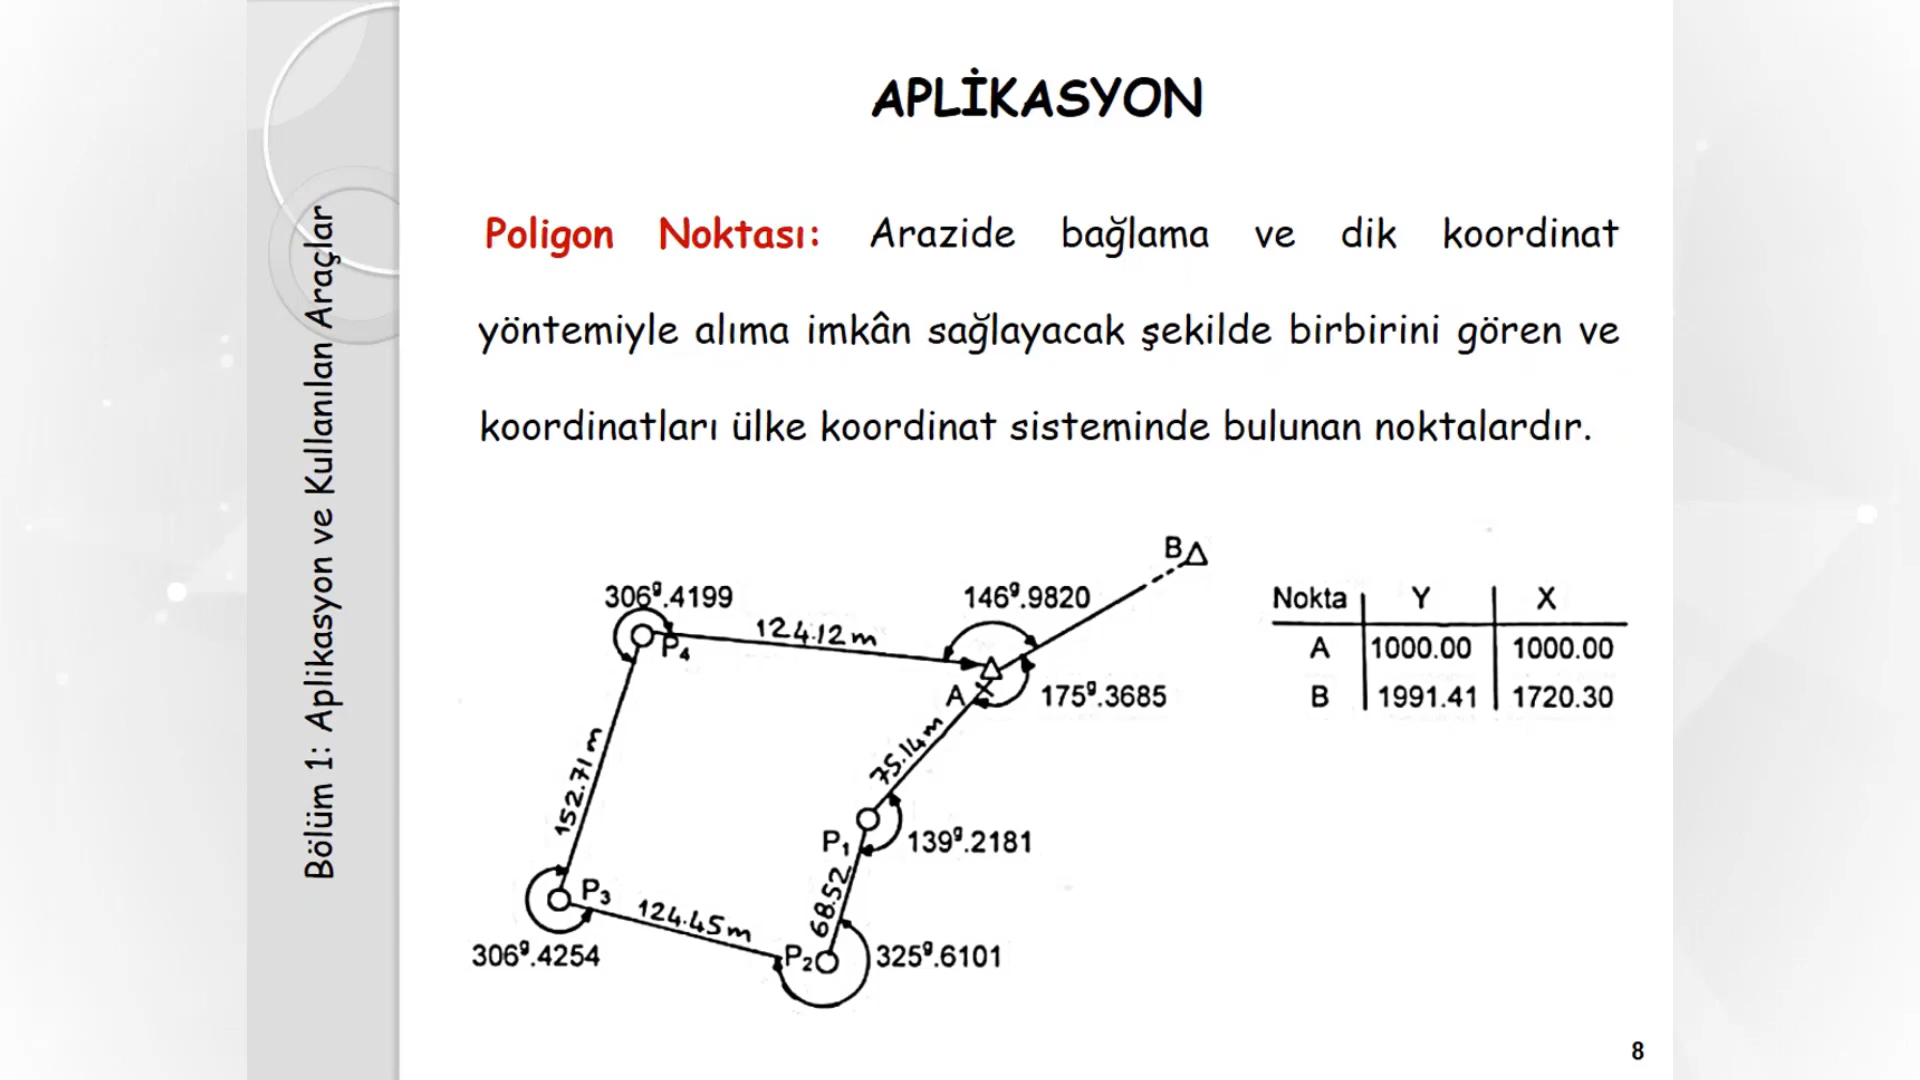 APLİKASYON
Poligon Noktası: Arazide bağlama ve dik koordinat
yöntemiyle alıma imkân sağlayacak şekilde birbirini gören ve
koordinatları ülke koordinat sisteminde bulunan noktalardır.
Bölüm 1: Aplikasyon ve Kullanılan Araçlar
B
306ᵍ.4199
146ᵍ.9820
124.12 m
P₄
A
175ᵍ.3685
75.14 m
152.71 m
P₁
139ᵍ.2181
68.52
P₃
124.45 m
306ᵍ.4254
P₂
325ᵍ.6101
Nokta Y X
A 1000.00 1000.00
B 1991.41 1720.30
8